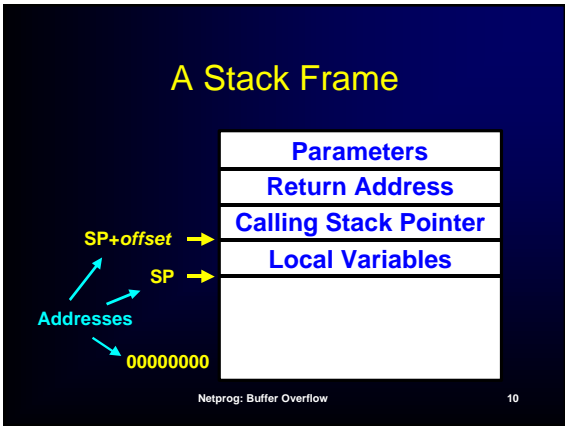 A Stack Frame
Parameters
Return Address
Calling Stack Pointer
SP+offset
Local Variables
SP
Addresses
00000000
Netprog: Buffer Overflow 10